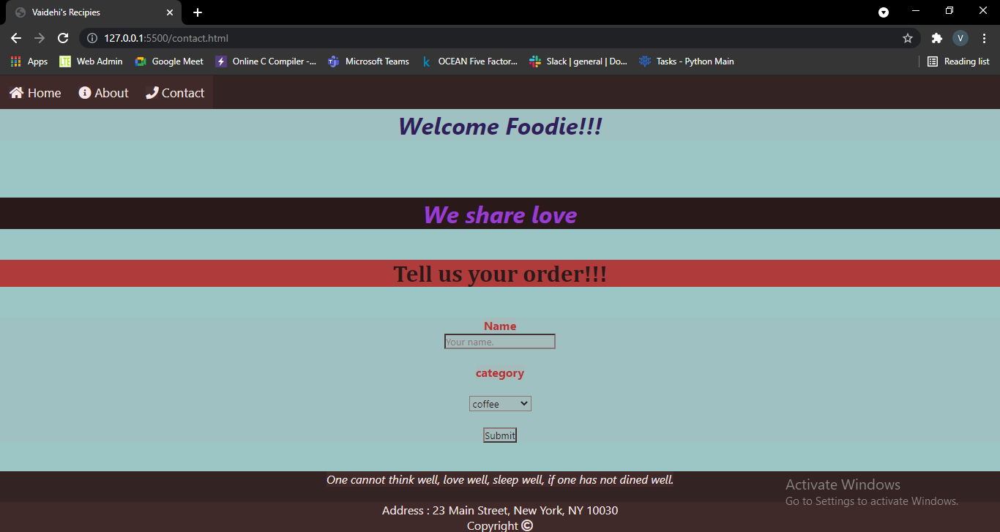 Vaidehi's Recipies
127.0.0.1:5500/contact.html
V
Apps LTE Web Admin Google Meet Online C Compiler -... Microsoft Teams k OCEAN Five Factor... Slack | general | Do... Tasks - Python Main Reading list
Home About Contact
Welcome Foodie!!!
We share love
Tell us your order!!!
Name
Your name.
category
coffee
Submit
One cannot think well, love well, sleep well, if one has not dined well.
Activate Windows
Go to Settings to activate Windows.
Address : 23 Main Street, New York, NY 10030
Copyright ©